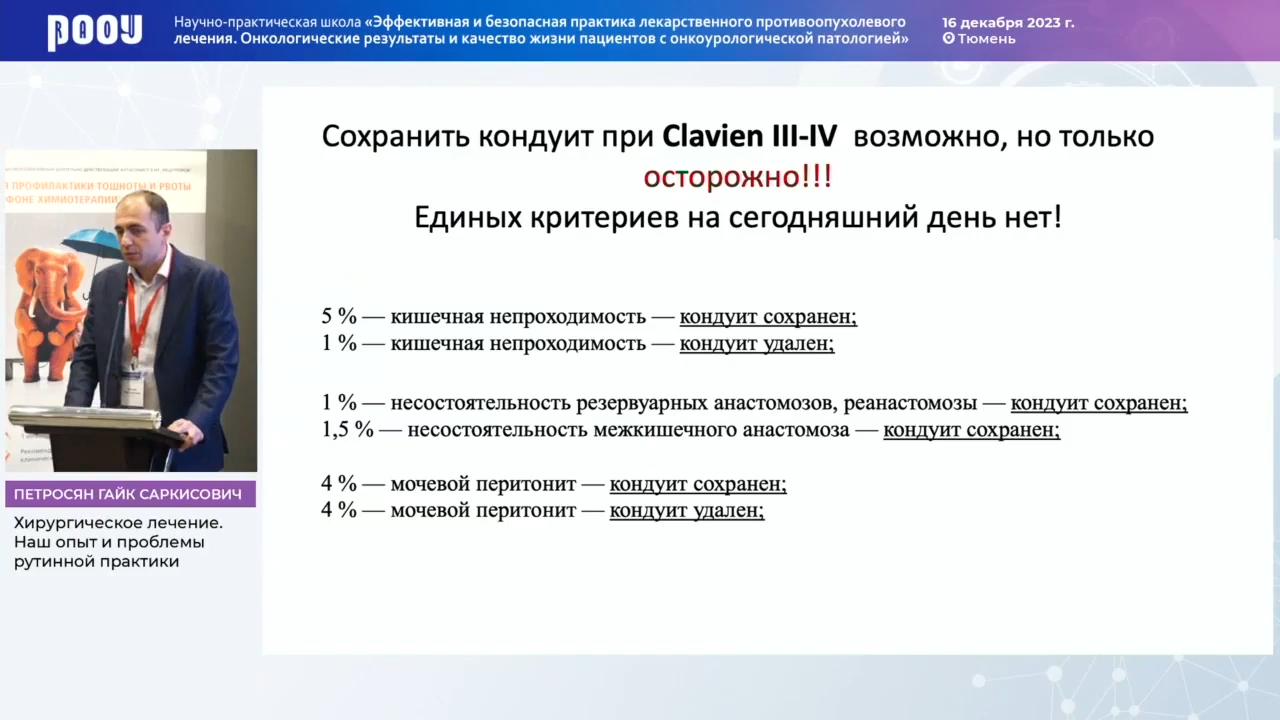 РАОУ
Научно-практическая школа «Эффективная и безопасная практика лекарственного противоопухолевого
лечения. Онкологические результаты и качество жизни пациентов с онкоурологической патологией»
16 декабря 2023 г.
Тюмень
Сохранить кондуит при Clavien III-IV возможно, но только
осторожно!!!
Единых критериев на сегодняшний день нет!
5 % — кишечная непроходимость — кондуит сохранен;
1 % — кишечная непроходимость — кондуит удален;
1 % — несостоятельность резервуарных анастомозов, реанастомозы — кондуит сохранен;
1,5 % — несостоятельность межкишечного анастомоза — кондуит сохранен;
4 % — мочевой перитонит — кондуит сохранен;
4 % — мочевой перитонит — кондуит удален;
ПРОФИЛАКТИКИ ТОШНОТЫ И РВОТЫ
ФОНЕ ХИМИОТЕРАПИИ
ПЕТРОСЯН ГАЙК САРКИСОВИЧ
Хирургическое лечение.
Наш опыт и проблемы
рутинной практики